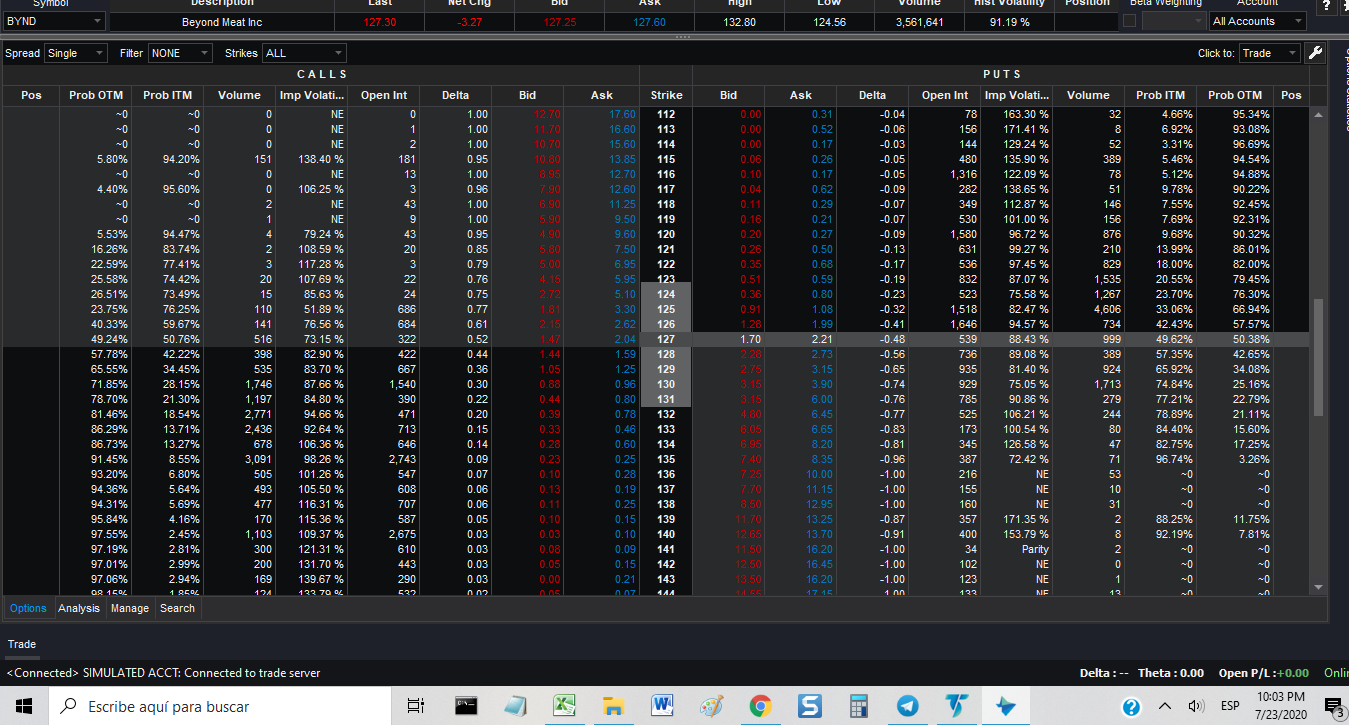 Symbol Description Last Net Chg Bid Ask High Low Volume Hist Volatility Position Beta Weighting Account
BYND Beyond Meat Inc 127.30 -3.27 127.25 127.60 132.80 124.56 3,561,641 91.19 % All Accounts
Spread Single Filter NONE Strikes ALL Click to: Trade
CALLS PUTS
Pos Prob OTM Prob ITM Volume Imp Volati... Open Int Delta Bid Ask Strike Bid Ask Delta Open Int Imp Volati... Volume Prob ITM Prob OTM Pos
~0 ~0 0 NE 0 1.00 12.70 17.60 112 0.00 0.31 -0.04 78 163.30 % 32 4.66% 95.34%
~0 ~0 0 NE 1 1.00 11.70 16.60 113 0.00 0.52 -0.06 156 171.41 % 8 6.92% 93.08%
~0 ~0 0 NE 2 1.00 10.70 15.60 114 0.00 0.17 -0.03 144 129.24 % 52 3.31% 96.69%
5.80% 94.20% 151 138.40 % 181 0.95 10.80 13.85 115 0.06 0.26 -0.05 480 135.90 % 389 5.46% 94.54%
~0 ~0 0 NE 13 1.00 8.95 12.70 116 0.10 0.17 -0.05 1,316 122.09 % 78 5.12% 94.88%
4.40% 95.60% 0 106.25 % 3 0.96 7.90 12.60 117 0.04 0.62 -0.09 282 138.65 % 51 9.78% 90.22%
~0 ~0 2 NE 43 1.00 6.90 11.25 118 0.11 0.29 -0.07 349 112.87 % 146 7.55% 92.45%
~0 ~0 1 NE 9 1.00 5.90 9.50 119 0.16 0.21 -0.07 530 101.00 % 156 7.69% 92.31%
5.53% 94.47% 4 79.24 % 43 0.95 4.90 9.60 120 0.20 0.27 -0.09 1,580 96.72 % 876 9.68% 90.32%
16.26% 83.74% 2 108.59 % 20 0.85 5.80 7.50 121 0.26 0.50 -0.13 631 99.27 % 210 13.99% 86.01%
22.59% 77.41% 3 117.28 % 3 0.79 5.00 6.95 122 0.35 0.68 -0.17 536 97.45 % 829 18.00% 82.00%
25.58% 74.42% 20 107.69 % 22 0.76 4.15 5.95 123 0.51 0.59 -0.19 832 87.07 % 1,535 20.55% 79.45%
26.51% 73.49% 15 85.63 % 24 0.75 2.72 5.10 124 0.36 0.80 -0.23 523 75.58 % 1,267 23.70% 76.30%
23.75% 76.25% 110 51.89 % 686 0.77 1.81 3.30 125 0.91 1.08 -0.32 1,518 82.47 % 4,606 33.06% 66.94%
40.33% 59.67% 141 76.56 % 684 0.61 2.15 2.62 126 1.26 1.99 -0.41 1,646 94.57 % 734 42.43% 57.57%
49.24% 50.76% 516 73.15 % 322 0.52 1.47 2.04 127 1.70 2.21 -0.48 539 88.43 % 999 49.62% 50.38%
57.78% 42.22% 398 82.90 % 422 0.44 1.44 1.59 128 2.28 2.73 -0.56 736 89.08 % 389 57.35% 42.65%
65.55% 34.45% 535 83.70 % 667 0.36 1.05 1.25 129 2.75 3.15 -0.65 935 81.40 % 924 65.92% 34.08%
71.85% 28.15% 1,746 87.66 % 1,540 0.30 0.88 0.96 130 3.15 3.90 -0.74 929 75.05 % 1,713 74.84% 25.16%
78.70% 21.30% 1,197 84.80 % 390 0.22 0.44 0.80 131 3.15 6.00 -0.76 785 90.86 % 279 77.21% 22.79%
81.46% 18.54% 2,771 94.66 % 471 0.20 0.39 0.78 132 4.80 6.45 -0.77 525 106.21 % 244 78.89% 21.11%
86.29% 13.71% 2,436 92.64 % 713 0.15 0.33 0.46 133 6.05 6.65 -0.83 173 100.54 % 80 84.40% 15.60%
86.73% 13.27% 678 106.36 % 646 0.14 0.28 0.60 134 6.95 8.20 -0.81 345 126.58 % 47 82.75% 17.25%
91.45% 8.55% 3,091 98.26 % 2,743 0.09 0.23 0.25 135 7.40 8.35 -0.96 387 72.42 % 71 96.74% 3.26%
93.20% 6.80% 505 101.26 % 547 0.07 0.10 0.28 136 7.25 10.00 -1.00 216 NE 53 ~0 ~0
94.36% 5.64% 493 105.50 % 608 0.06 0.13 0.19 137 7.70 11.15 -1.00 155 NE 10 ~0 ~0
94.31% 5.69% 477 116.31 % 707 0.06 0.11 0.25 138 8.50 12.95 -1.00 160 NE 31 ~0 ~0
95.84% 4.16% 170 115.36 % 587 0.05 0.10 0.15 139 11.70 13.25 -0.87 357 171.35 % 2 88.25% 11.75%
97.55% 2.45% 1,103 109.37 % 2,675 0.03 0.03 0.10 140 12.65 13.70 -0.91 400 153.79 % 8 92.19% 7.81%
97.19% 2.81% 300 121.31 % 610 0.03 0.08 0.09 141 11.50 16.20 -1.00 34 Parity 2 ~0 ~0
97.01% 2.99% 200 131.70 % 443 0.03 0.05 0.15 142 12.50 16.45 -1.00 102 NE 0 ~0 ~0
97.06% 2.94% 169 139.67 % 290 0.03 0.00 0.21 143 13.50 16.20 -1.00 123 NE 1 ~0 ~0
98.15% 1.85% 124 133.79 % 532 0.02 0.05 0.07 144 14.55 17.15 -1.00 133 NE 13 ~0 ~0
Options Analysis Manage Search
Trade
<Connected> SIMULATED ACCT: Connected to trade server Delta : -- Theta : 0.00 Open P/L :+0.00 Onli
Escribe aquí para buscar ESP 10:03 PM
7/23/2020 3